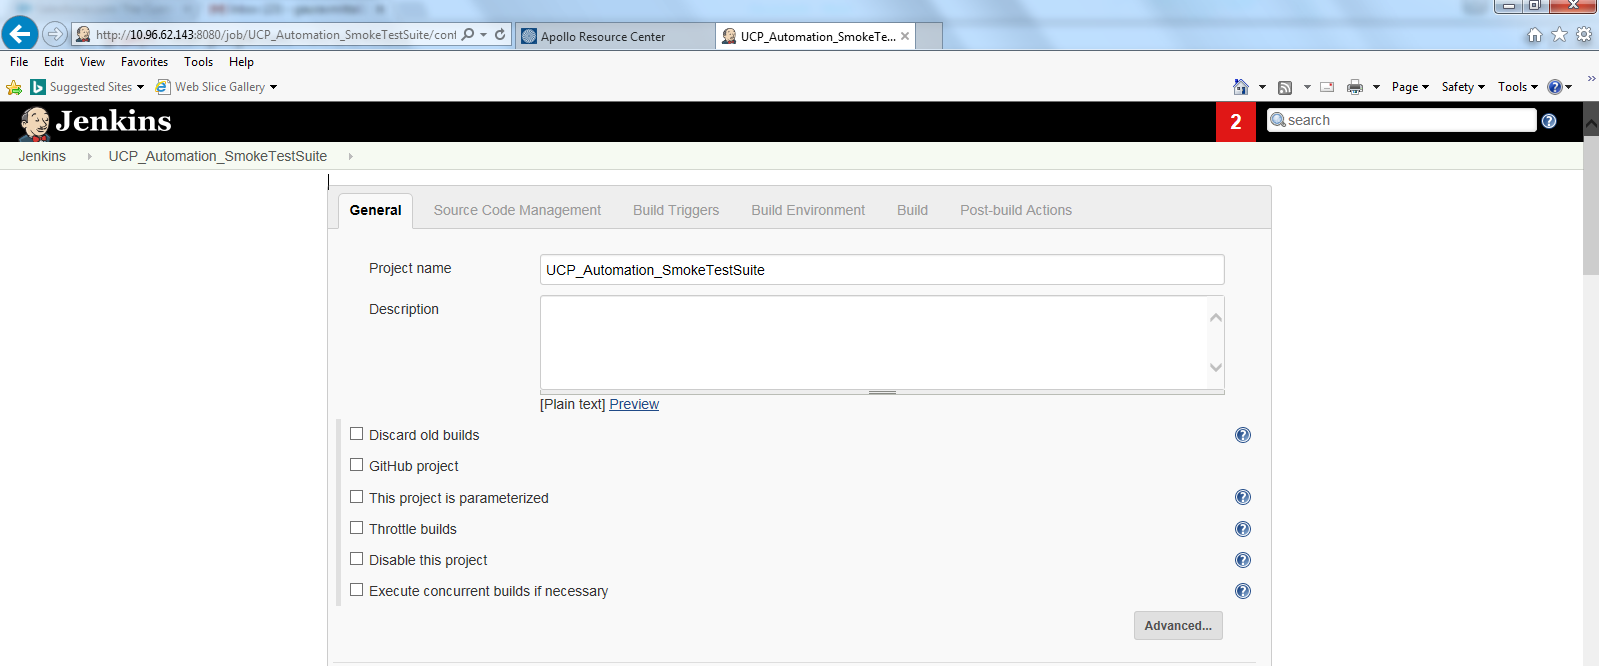 http://10.96.62.143:8080/job/UCP_Automation_SmokeTestSuite/conf
Apollo Resource Center
UCP_Automation_SmokeTe...
File Edit View Favorites Tools Help
Suggested Sites Web Slice Gallery
Page Safety Tools
Jenkins
2
search
Jenkins UCP_Automation_SmokeTestSuite
General Source Code Management Build Triggers Build Environment Build Post-build Actions
Project name UCP_Automation_SmokeTestSuite
Description
[Plain text] Preview
Discard old builds
GitHub project
This project is parameterized
Throttle builds
Disable this project
Execute concurrent builds if necessary
Advanced...